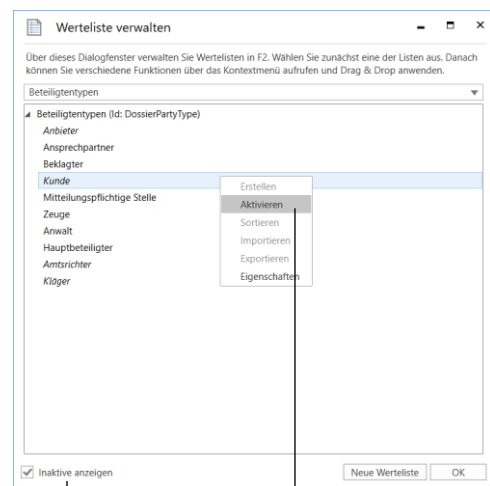 Werteliste verwalten
Über dieses Dialogfenster verwalten Sie Wertelisten in F2. Wählen Sie zunächst eine der Listen aus. Danach
können Sie verschiedene Funktionen über das Kontextmenü aufrufen und Drag & Drop anwenden.
Beteiligtentypen
Beteiligtentypen (Id: DossierPartyType)
Anbieter
Ansprechpartner
Beklagter
Kunde
Mitteilungspflichtige Stelle
Zeuge
Anwalt
Hauptbeteiligter
Amtsrichter
Kläger
Erstellen
Aktivieren
Sortieren
Importieren
Exportieren
Eigenschaften
Inaktive anzeigen
Neue Werteliste
OK